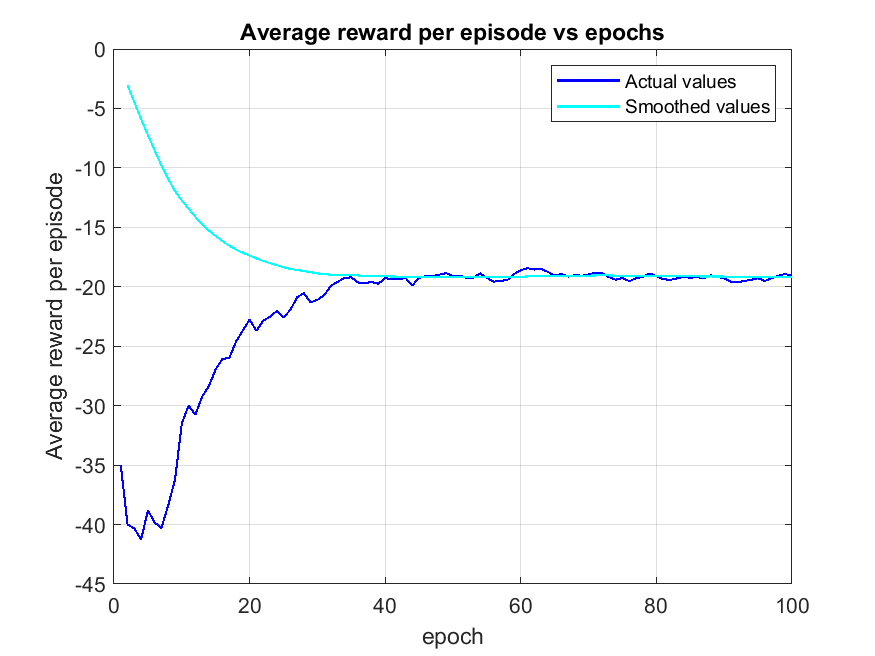 Average reward per episode vs epochs
Actual values
Smoothed values
Average reward per episode
0
-5
-10
-15
-20
-25
-30
-35
-40
-45
0 20 40 60 80 100
epoch